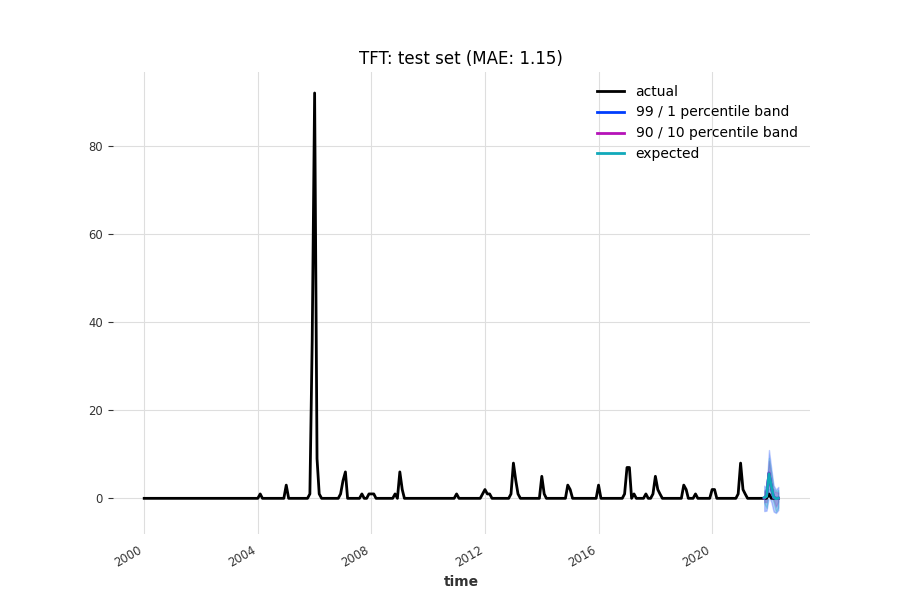 TFT: test set (MAE: 1.15)
actual
99 / 1 percentile band
90 / 10 percentile band
expected
80
60
40
20
0
2000
2004
2008
2012
2016
2020
time